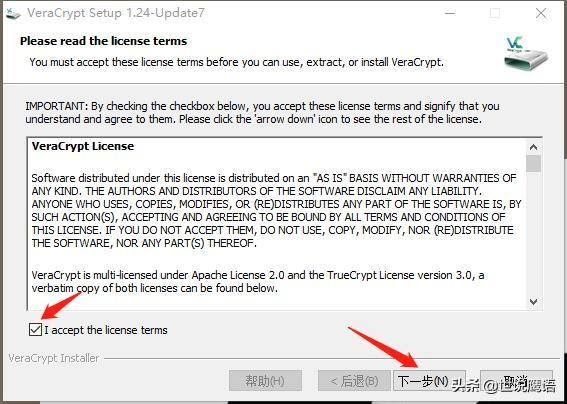 VeraCrypt Setup 1.24-Update7
Please read the license terms
You must accept these license terms before you can use, extract, or install VeraCrypt.
VC
IMPORTANT: By checking the checkbox below, you accept these license terms and signify that you
understand and agree to them. Please click the 'arrow down' icon to see the rest of the license.
VeraCrypt License
Software distributed under this license is distributed on an "AS IS" BASIS WITHOUT WARRANTIES OF
ANY KIND. THE AUTHORS AND DISTRIBUTORS OF THE SOFTWARE DISCLAIM ANY LIABILITY.
ANYONE WHO USES, COPIES, MODIFIES, OR (RE)DISTRIBUTES ANY PART OF THE SOFTWARE IS, BY
SUCH ACTION(S), ACCEPTING AND AGREEING TO BE BOUND BY ALL TERMS AND CONDITIONS OF
THIS LICENSE. IF YOU DO NOT ACCEPT THEM, DO NOT USE, COPY, MODIFY, NOR (RE)DISTRIBUTE
THE SOFTWARE, NOR ANY PART(S) THEREOF.
VeraCrypt is multi-licensed under Apache License 2.0 and the TrueCrypt License version 3.0, a
verbatim copy of both licenses can be found below.
I accept the license terms
VeraCrypt Installer
帮助(H) < 后退(B) 下一步(N) 取消
头条@世说鹰语